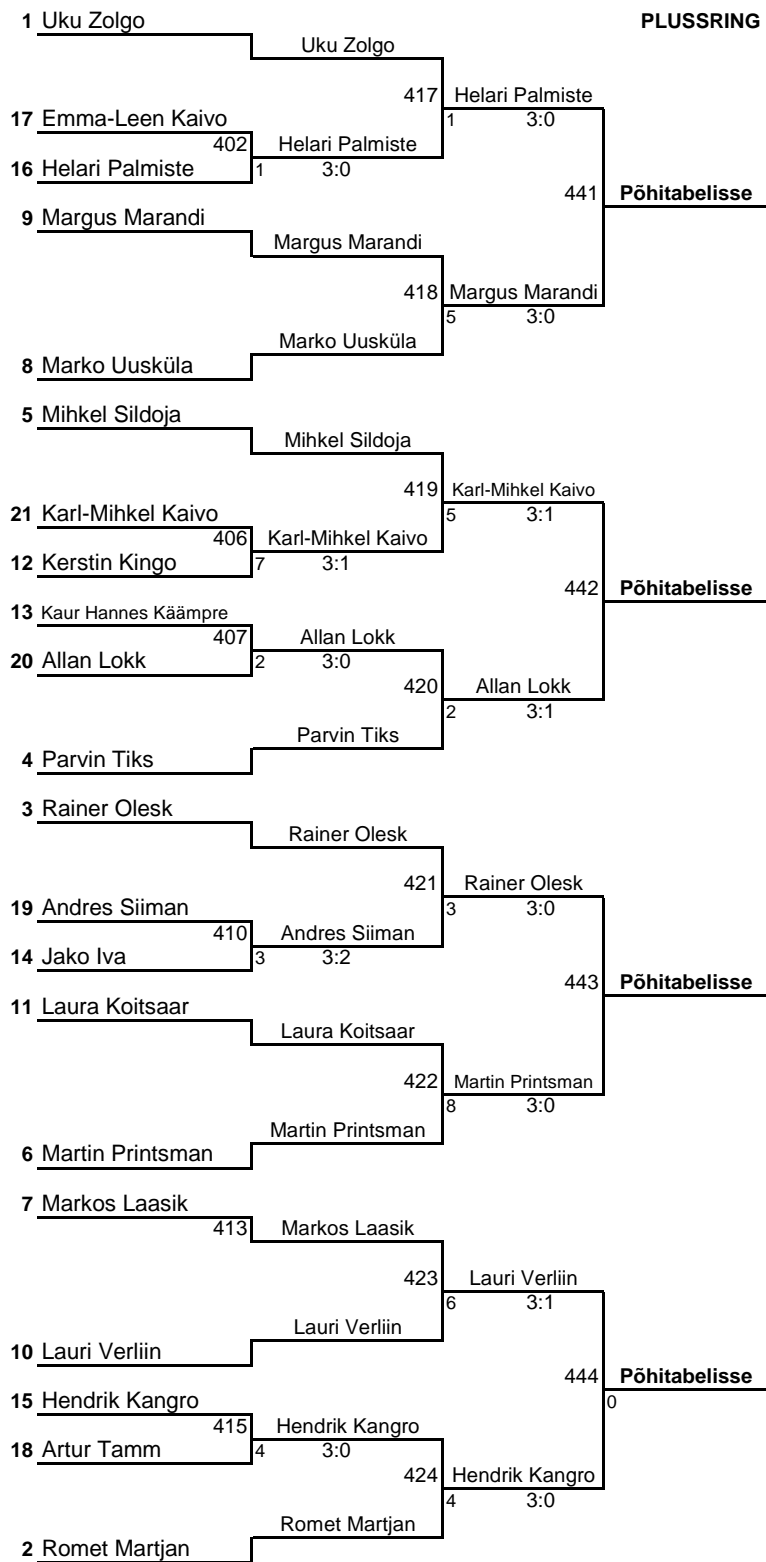 1 Uku Zolgo
PLUSSRING
Uku Zolgo
417 Helari Palmiste
17 Emma-Leen Kaivo
1 3:0
402 Helari Palmiste
16 Helari Palmiste
1 3:0
441 Põhitabelisse
9 Margus Marandi
Margus Marandi
418 Margus Marandi
5 3:0
Marko Uusküla
8 Marko Uusküla
5 Mihkel Sildoja
Mihkel Sildoja
419 Karl-Mihkel Kaivo
21 Karl-Mihkel Kaivo
5 3:1
406 Karl-Mihkel Kaivo
12 Kerstin Kingo
7 3:1
442 Põhitabelisse
13 Kaur Hannes Käämpre
407 Allan Lokk
20 Allan Lokk
2 3:0
420 Allan Lokk
2 3:1
Parvin Tiks
4 Parvin Tiks
3 Rainer Olesk
Rainer Olesk
421 Rainer Olesk
19 Andres Siiman
3 3:0
410 Andres Siiman
14 Jako Iva
3 3:2
443 Põhitabelisse
11 Laura Koitsaar
Laura Koitsaar
422 Martin Printsman
8 3:0
Martin Printsman
6 Martin Printsman
7 Markos Laasik
413 Markos Laasik
423 Lauri Verliin
6 3:1
Lauri Verliin
10 Lauri Verliin
444 Põhitabelisse
0
15 Hendrik Kangro
415 Hendrik Kangro
18 Artur Tamm
4 3:0
424 Hendrik Kangro
4 3:0
Romet Martjan
2 Romet Martjan